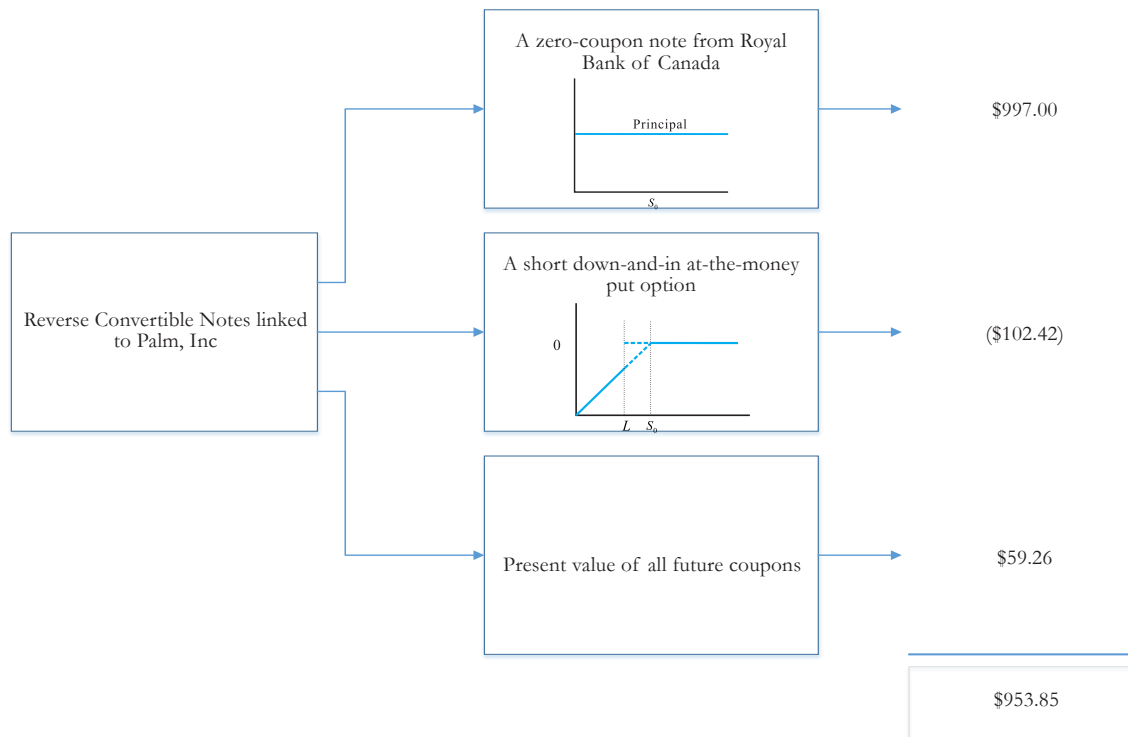 A zero-coupon note from Royal
Bank of Canada
Principal
S₀
$997.00
Reverse Convertible Notes linked
to Palm, Inc
A short down-and-in at-the-money
put option
0
L S₀
($102.42)
Present value of all future coupons
$59.26
$953.85